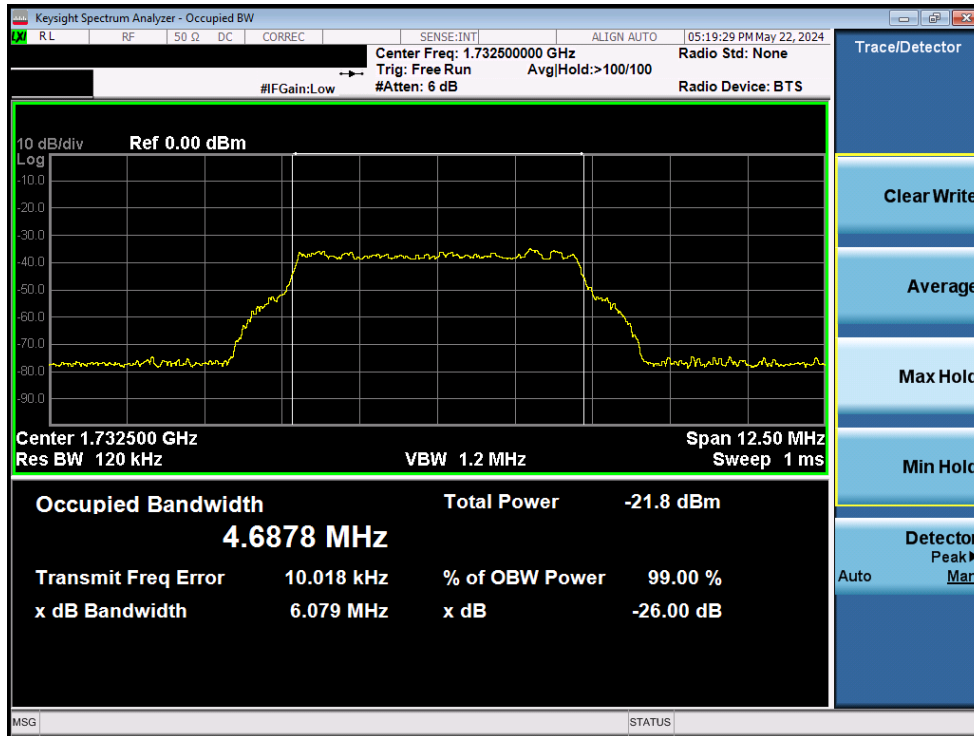 Keysight Spectrum Analyzer - Occupied BW
LXI RL RF 50 Ω DC CORREC SENSE:INT ALIGN AUTO 05:19:29 PM May 22, 2024
Center Freq: 1.732500000 GHz Radio Std: None
Trig: Free Run Avg|Hold:>100/100
#IFGain:Low #Atten: 6 dB Radio Device: BTS
10 dB/div Ref 0.00 dBm
Log
-10.0
-20.0
-30.0
-40.0
-50.0
-60.0
-70.0
-80.0
-90.0
Center 1.732500 GHz Span 12.50 MHz
Res BW 120 kHz VBW 1.2 MHz Sweep 1 ms
Occupied Bandwidth Total Power -21.8 dBm
4.6878 MHz
Transmit Freq Error 10.018 kHz % of OBW Power 99.00 %
x dB Bandwidth 6.079 MHz x dB -26.00 dB
MSG STATUS
Trace/Detector
Clear Write
Average
Max Hold
Min Hold
Detector
Peak
Auto Man